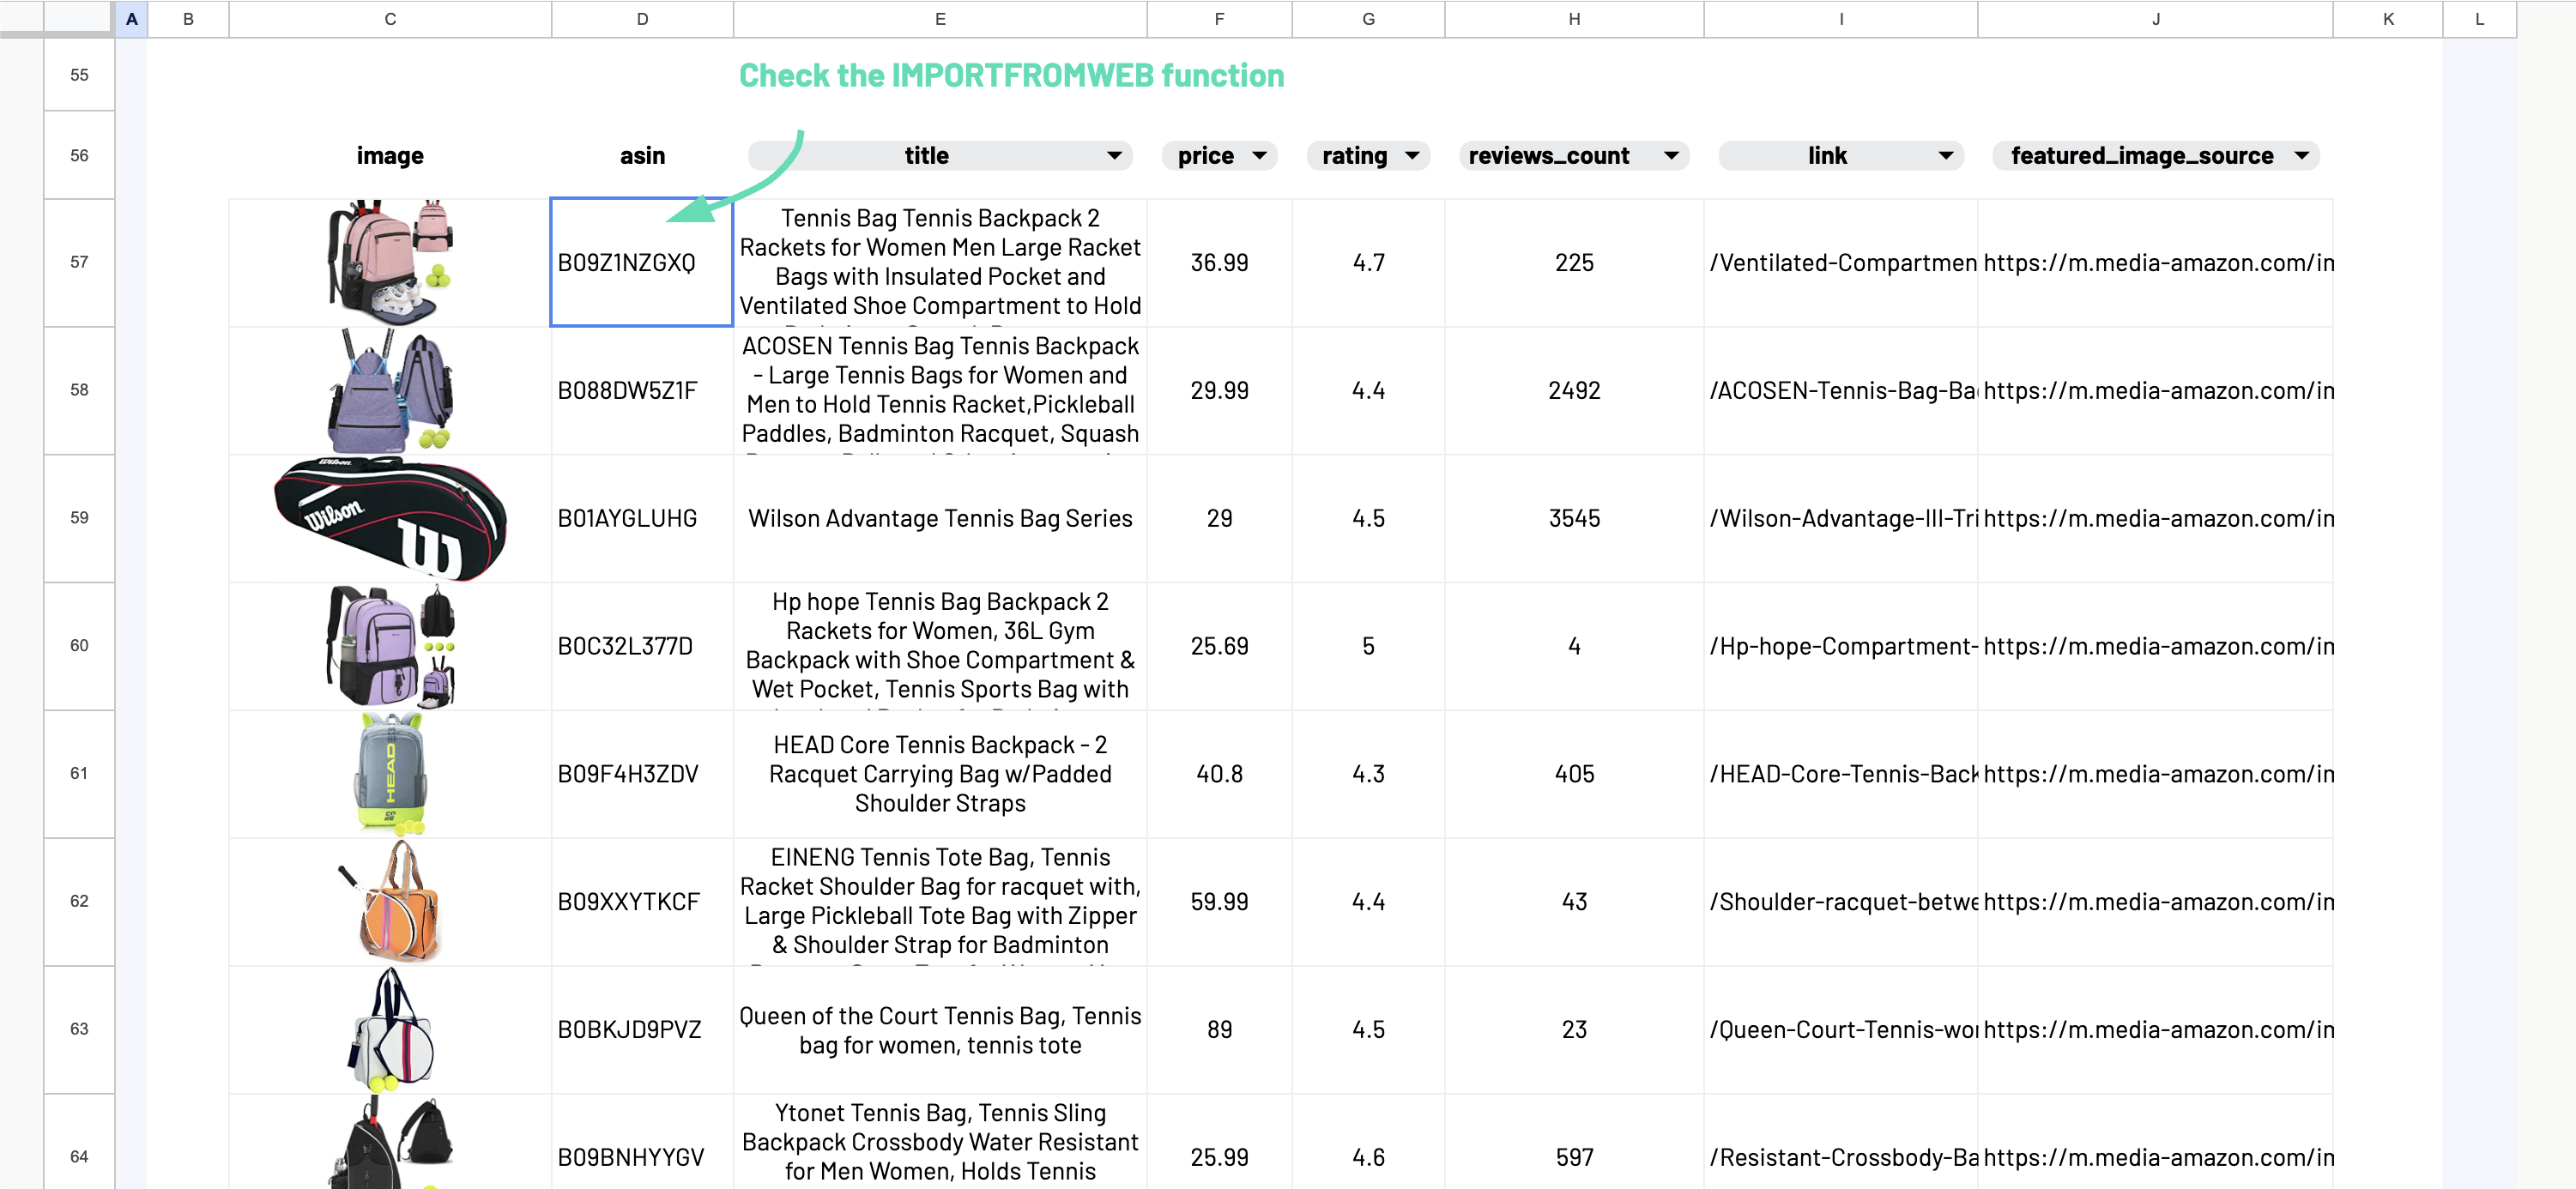 A B C D E F G H I J K L
55
Check the IMPORTFROMWEB function
56
image asin title price rating reviews_count link featured_image_source
57
B09Z1NZGXQ
Tennis Bag Tennis Backpack 2
Rackets for Women Men Large Racket
Bags with Insulated Pocket and
Ventilated Shoe Compartment to Hold
36.99 4.7 225 /Ventilated-Compartmen https://m.media-amazon.com/in
58
B088DW5Z1F
ACOSEN Tennis Bag Tennis Backpack
- Large Tennis Bags for Women and
Men to Hold Tennis Racket,Pickleball
Paddles, Badminton Racquet, Squash
29.99 4.4 2492 /ACOSEN-Tennis-Bag-Ba https://m.media-amazon.com/in
59
Wilson
Wilson
B01AYGLUHG
Wilson Advantage Tennis Bag Series
29 4.5 3545 /Wilson-Advantage-III-Tri https://m.media-amazon.com/in
60
B0C32L377D
Hp hope Tennis Bag Backpack 2
Rackets for Women, 36L Gym
Backpack with Shoe Compartment &
Wet Pocket, Tennis Sports Bag with
25.69 5 4 /Hp-hope-Compartment- https://m.media-amazon.com/in
61
HEAD
B09F4H3ZDV
HEAD Core Tennis Backpack - 2
Racquet Carrying Bag w/Padded
Shoulder Straps
40.8 4.3 405 /HEAD-Core-Tennis-Back https://m.media-amazon.com/in
62
B09XXYTKCF
EINENG Tennis Tote Bag, Tennis
Racket Shoulder Bag for racquet with,
Large Pickleball Tote Bag with Zipper
& Shoulder Strap for Badminton
59.99 4.4 43 /Shoulder-racquet-betwe https://m.media-amazon.com/in
63
B0BKJD9PVZ
Queen of the Court Tennis Bag, Tennis
bag for women, tennis tote
89 4.5 23 /Queen-Court-Tennis-wor https://m.media-amazon.com/in
64
B09BNHYYGV
Ytonet Tennis Bag, Tennis Sling
Backpack Crossbody Water Resistant
for Men Women, Holds Tennis
25.99 4.6 597 /Resistant-Crossbody-Ba https://m.media-amazon.com/in